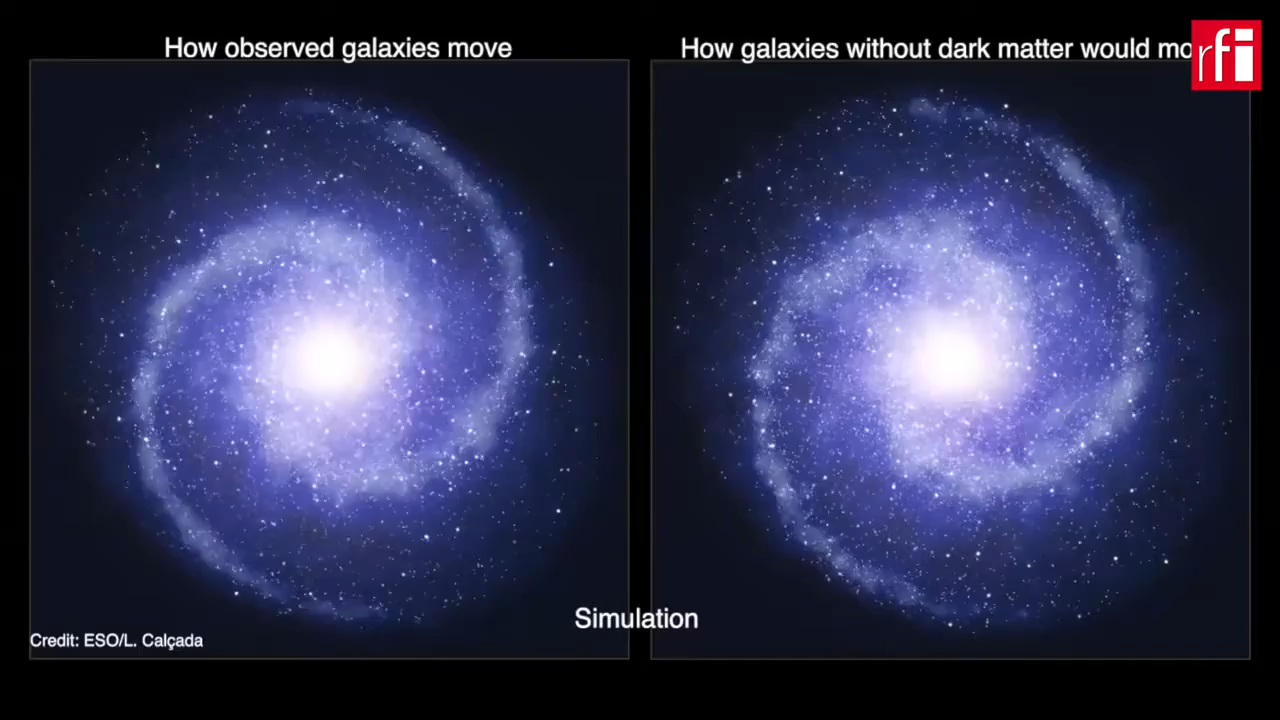 How observed galaxies move
How galaxies without dark matter would mo
rfi
Simulation
Credit: ESO/L. Calçada